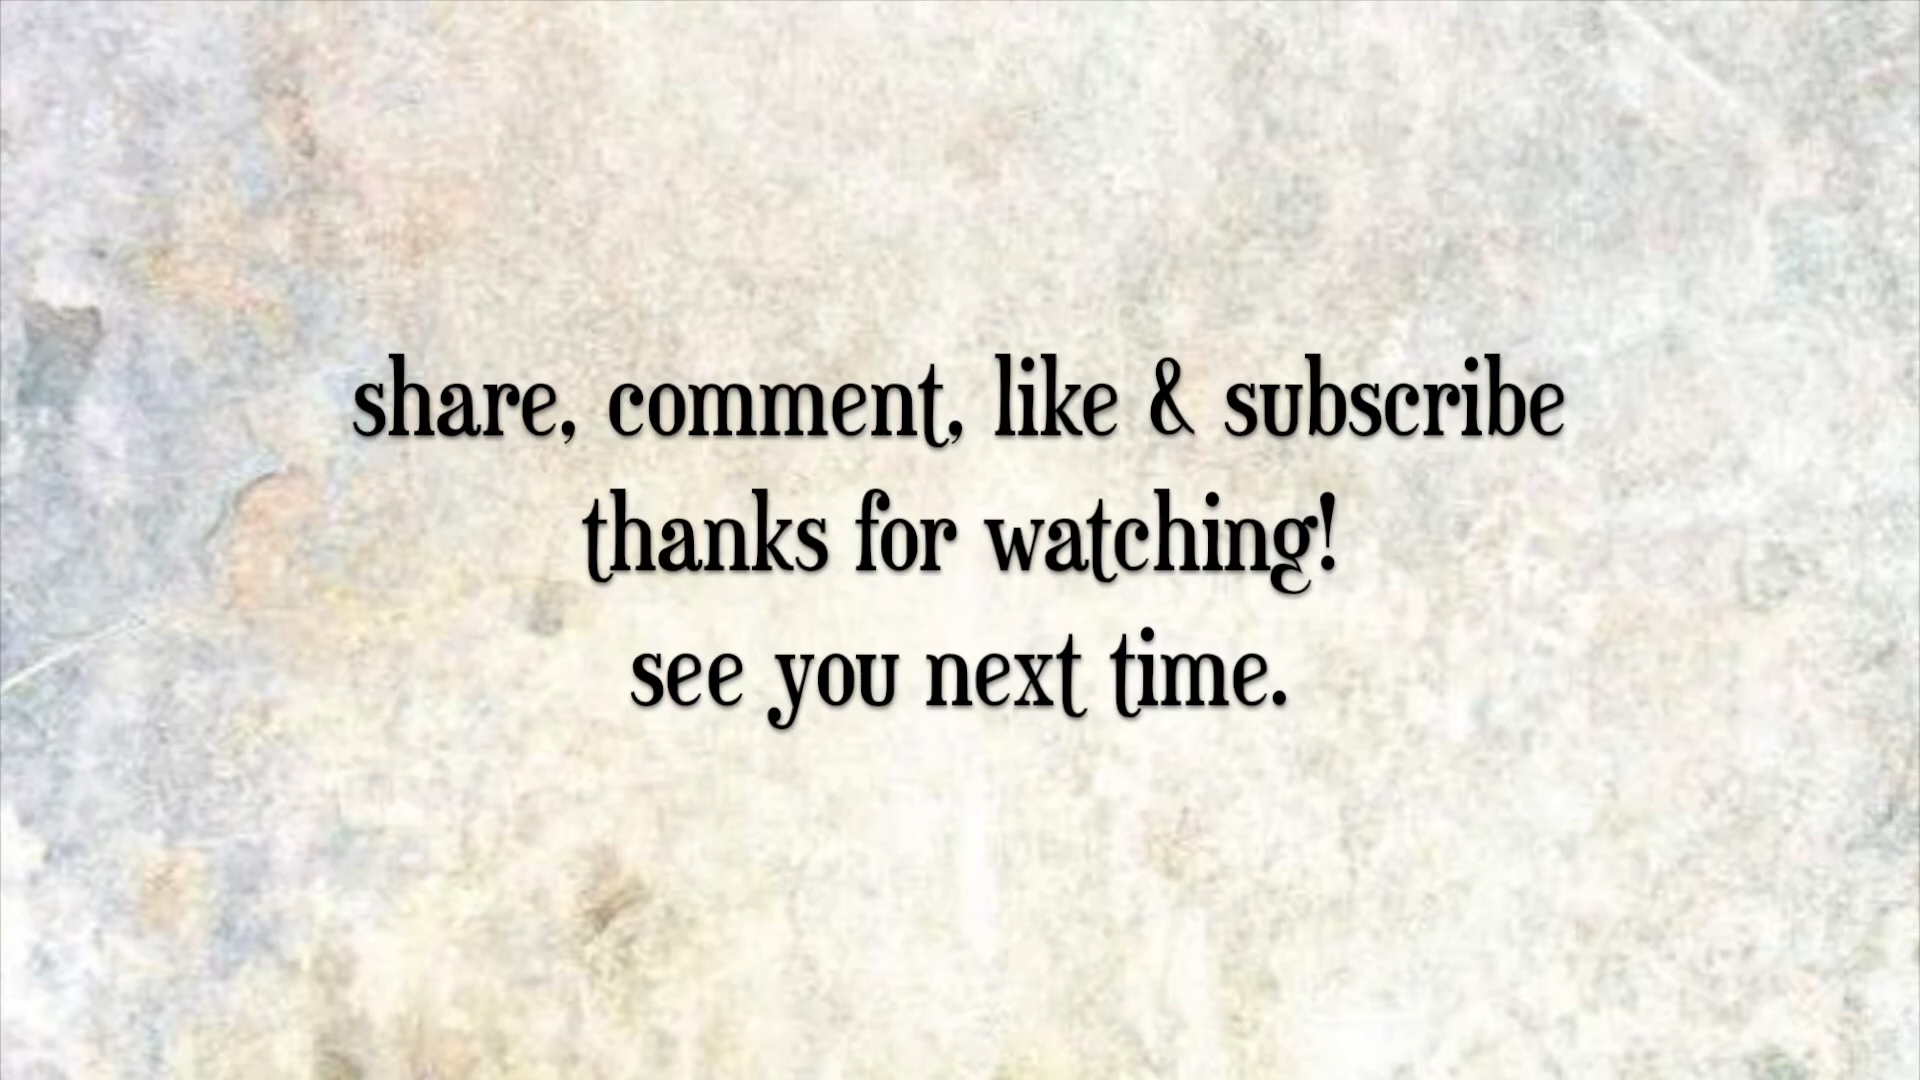 share, comment, like & subscribe
thanks for watching!
see you next time.